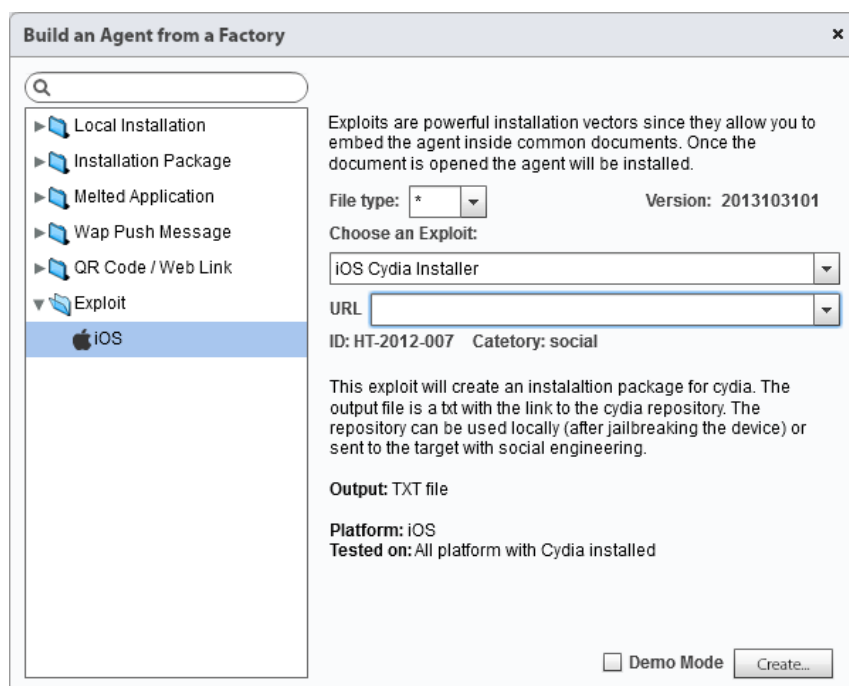 Build an Agent from a Factory
Local Installation
Installation Package
Melted Application
Wap Push Message
QR Code / Web Link
Exploit
iOS
Exploits are powerful installation vectors since they allow you to
embed the agent inside common documents. Once the
document is opened the agent will be installed.
File type: * Version: 2013103101
Choose an Exploit:
iOS Cydia Installer
URL
ID: HT-2012-007 Catetory: social
This exploit will create an instalaltion package for cydia. The
output file is a txt with the link to the cydia repository. The
repository can be used locally (after jailbreaking the device) or
sent to the target with social engineering.
Output: TXT file
Platform: iOS
Tested on: All platform with Cydia installed
Demo Mode
Create...